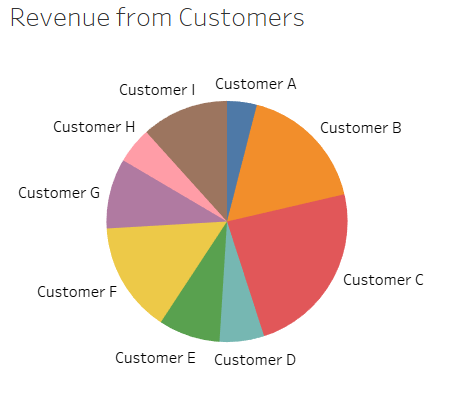 Revenue from Customers
Customer A
Customer B
Customer C
Customer D
Customer E
Customer F
Customer G
Customer H
Customer I